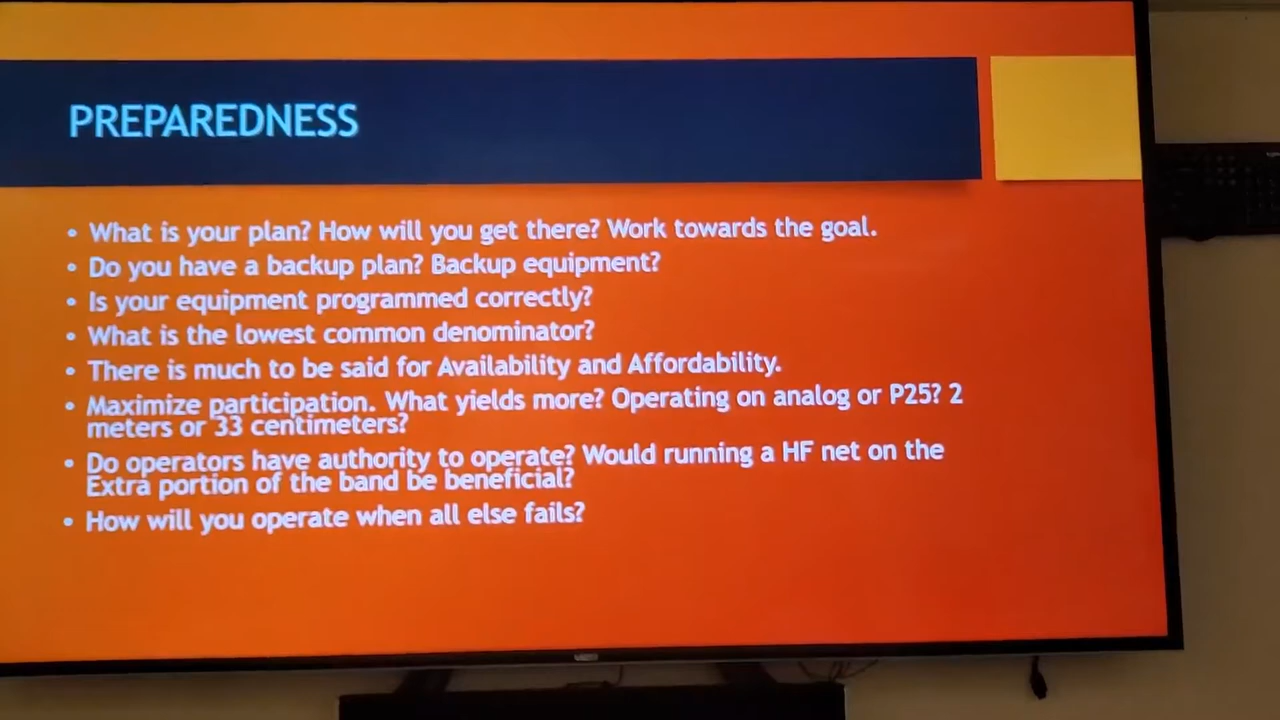 PREPAREDNESS
• What is your plan? How will you get there? Work towards the goal.
• Do you have a backup plan? Backup equipment?
• Is your equipment programmed correctly?
• What is the lowest common denominator?
• There is much to be said for Availability and Affordability.
• Maximize participation. What yields more? Operating on analog or P25? 2
meters or 33 centimeters?
• Do operators have authority to operate? Would running a HF net on the
Extra portion of the band be beneficial?
• How will you operate when all else fails?